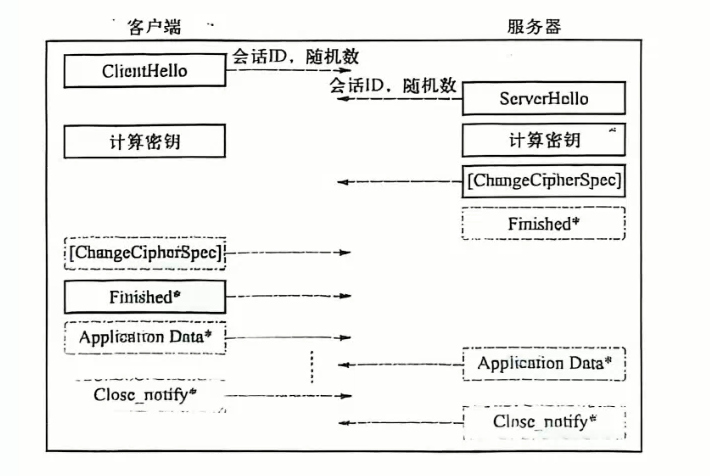 客户端
服务器
ClientHello
会话ID，随机数
会话ID，随机数
ServerHello
计算密钥
计算密钥
[ChangeCipherSpec]
Finished*
[ChangeCipherSpec]
Finished*
Application Data*
Application Data*
Close_notify*
Close_notify*